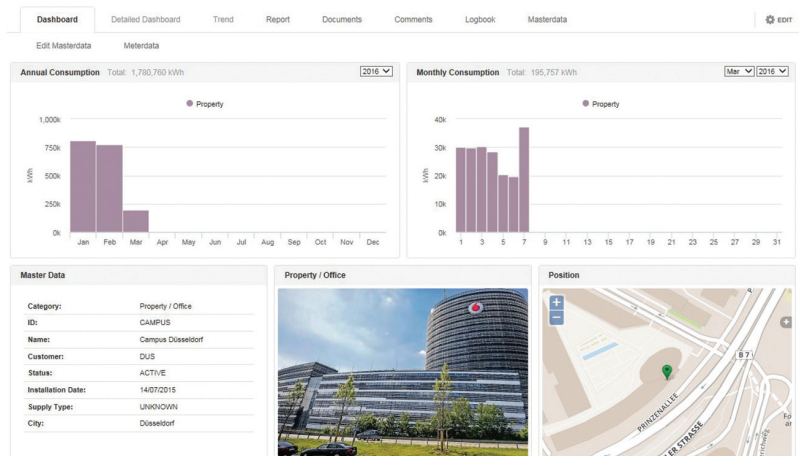 Dashboard Detailed Dashboard Trend Report Documents Comments Logbook Masterdata EDIT
Edit Masterdata Meterdata
Annual Consumption Total: 1,780,760 kWh 2016
Property
1,000k
750k
500k
250k
0k
kWh
Jan Feb Mar Apr May Jun Jul Aug Sep Oct Nov Dec
Monthly Consumption Total: 195,757 kWh Mar 2016
Property
40k
30k
20k
10k
0k
kWh
1 3 5 7 9 11 13 15 17 19 21 23 25 27 29 31
Master Data
Category: Property / Office
ID: CAMPUS
Name: Campus Düsseldorf
Customer: DUS
Status: ACTIVE
Installation Date: 14/07/2015
Supply Type: UNKNOWN
City: Düsseldorf
Property / Office
Position
+
−
+
B 7
PRINZENALLEE